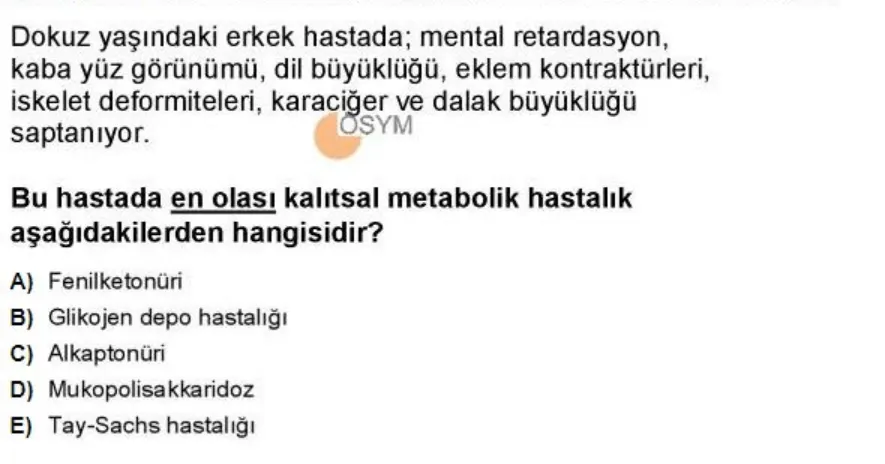 Dokuz yaşındaki erkek hastada; mental retardasyon,
kaba yüz görünümü, dil büyüklüğü, eklem kontraktürleri,
iskelet deformiteleri, karaciğer ve dalak büyüklüğü
saptanıyor.
ÖSYM
Bu hastada en olası kalıtsal metabolik hastalık
aşağıdakilerden hangisidir?
A) Fenilketonüri
B) Glikojen depo hastalığı
C) Alkaptonüri
D) Mukopolisakkaridoz
E) Tay-Sachs hastalığı